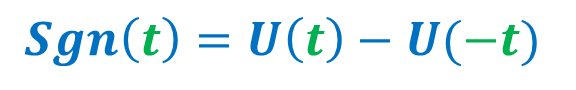 Sgn(t) = U(t) − U(−t)